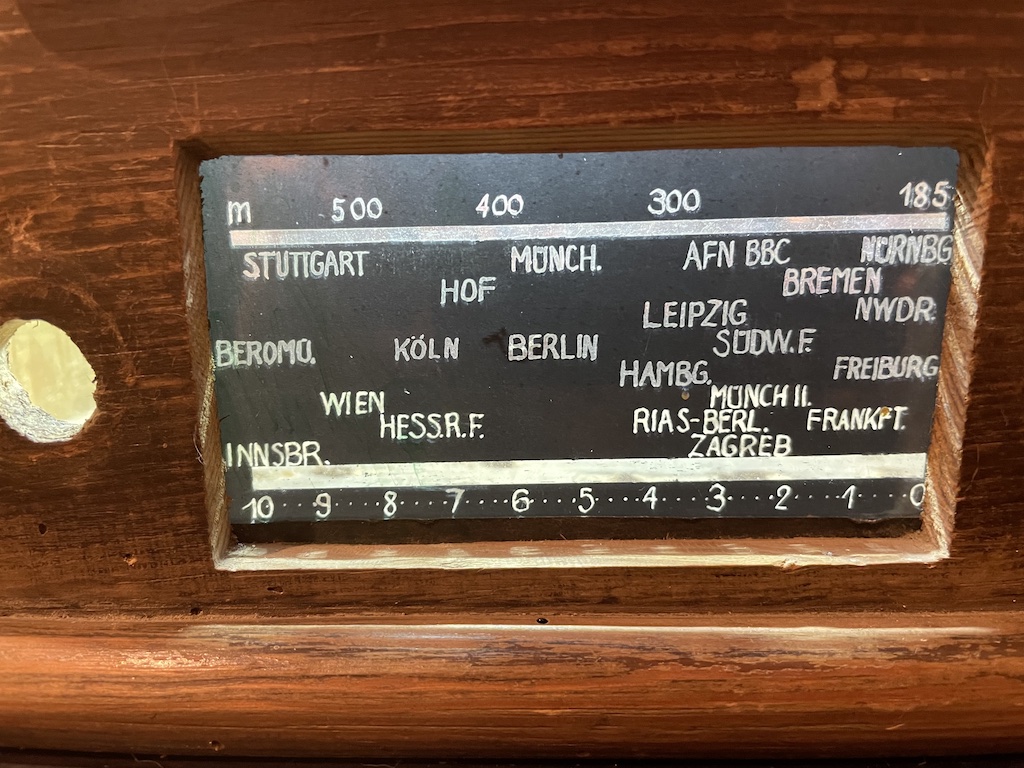 m 500 400 300 185
STUTTGART MÜNCH. AFN BBC NÜRNBG
HOF BREMEN
LEIPZIG NWDR.
BEROMÜ. KÖLN BERLIN SÜDW.F.
HAMBG. FREIBURG
WIEN MÜNCH II.
HESS.R.F. RIAS-BERL. FRANKFT.
INNSBR. ZAGREB
10 ·· 9 ··· 8 ··· 7 ···· 6 ··· 5 ···· 4 ···· 3 ···· 2 ···· 1 ···· 0